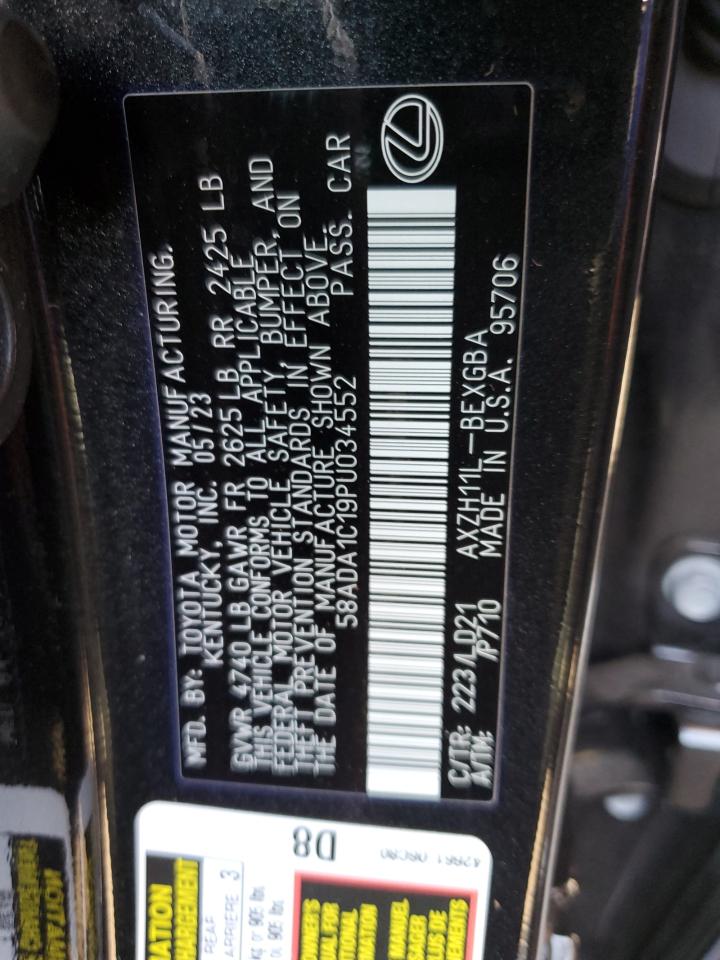 MFD. BY: TOYOTA MOTOR MANUFACTURING.
KENTUCKY, INC. 05/23
GVWR 4740 LB GAWR FR 2625 LB RR 2425 LB
THIS VEHICLE CONFORMS TO ALL APPLICABLE
FEDERAL MOTOR VEHICLE SAFETY, BUMPER, AND
THEFT PREVENTION STANDARDS IN EFFECT ON
THE DATE OF MANUFACTURE SHOWN ABOVE.
58ADA1C19PU034552 PASS. CAR
C/TR: 223/LD21 AXZH11L-BEXGBA
A/TM: /P710 MADE IN U.S.A. 95706
D8
REAR
ARRIERE 3